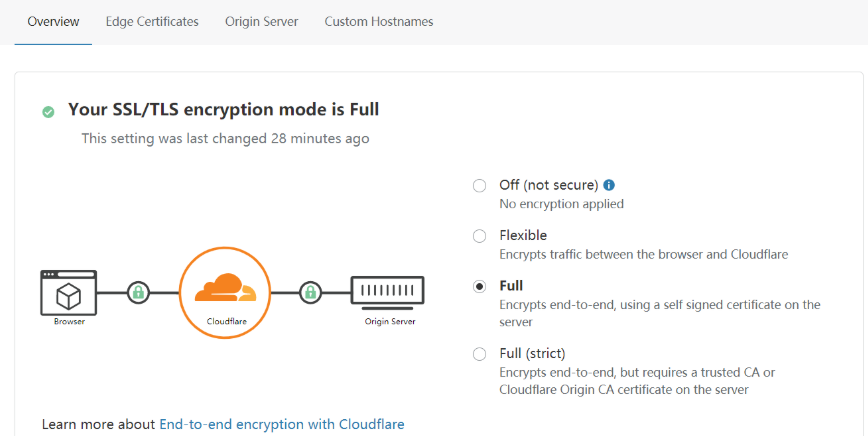 Overview Edge Certificates Origin Server Custom Hostnames
Your SSL/TLS encryption mode is Full
This setting was last changed 28 minutes ago
Off (not secure)
No encryption applied
Flexible
Encrypts traffic between the browser and Cloudflare
Full
Encrypts end-to-end, using a self signed certificate on the
server
Full (strict)
Encrypts end-to-end, but requires a trusted CA or
Cloudflare Origin CA certificate on the server
Browser Cloudflare Origin Server
Learn more about End-to-end encryption with Cloudflare